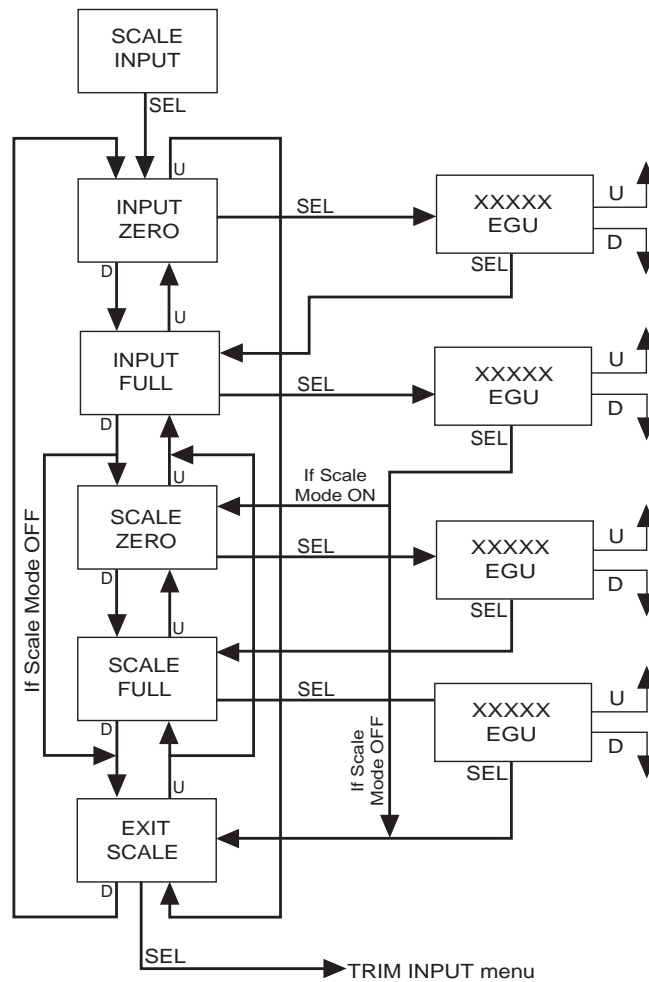 SCALE
INPUT
SEL
U
INPUT
ZERO
SEL
XXXXX
EGU
U
D
SEL
D
U
INPUT
FULL
SEL
XXXXX
EGU
U
D
SEL
D
If Scale
Mode ON
U
SCALE
ZERO
SEL
XXXXX
EGU
U
D
SEL
D
If Scale Mode OFF
U
SCALE
FULL
SEL
XXXXX
EGU
U
D
SEL
D
If Scale
Mode OFF
U
EXIT
SCALE
D
SEL
TRIM INPUT menu